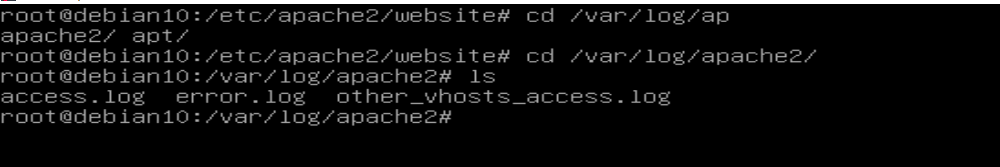 root@debian10:/etc/apache2/website# cd /var/log/ap
apache2/ apt/
root@debian10:/etc/apache2/website# cd /var/log/apache2/
root@debian10:/var/log/apache2# ls
access.log  error.log  other_vhosts_access.log
root@debian10:/var/log/apache2#